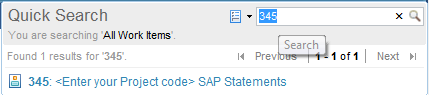 Quick Search
345
You are searching 'All Work Items'.
Search
Found 1 results for '345'.
Previous | 1 - 1 of 1 | Next
345: <Enter your Project code> SAP Statements